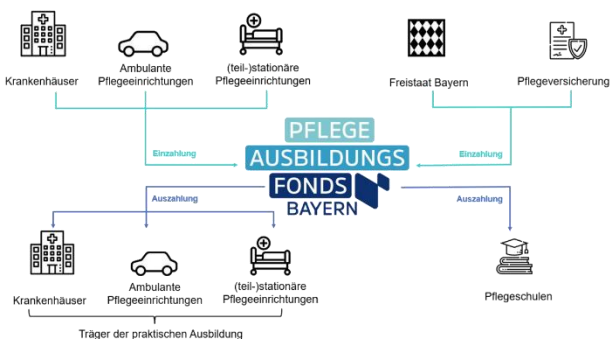 Krankenhäuser
Ambulante
Pflegeeinrichtungen
(teil-)stationäre
Pflegeeinrichtungen
Freistaat Bayern
Pflegeversicherung
Einzahlung
PFLEGE
AUSBILDUNGS
FONDS
BAYERN
Einzahlung
Auszahlung
Auszahlung
Krankenhäuser
Ambulante
Pflegeeinrichtungen
(teil-)stationäre
Pflegeeinrichtungen
Pflegeschulen
Träger der praktischen Ausbildung